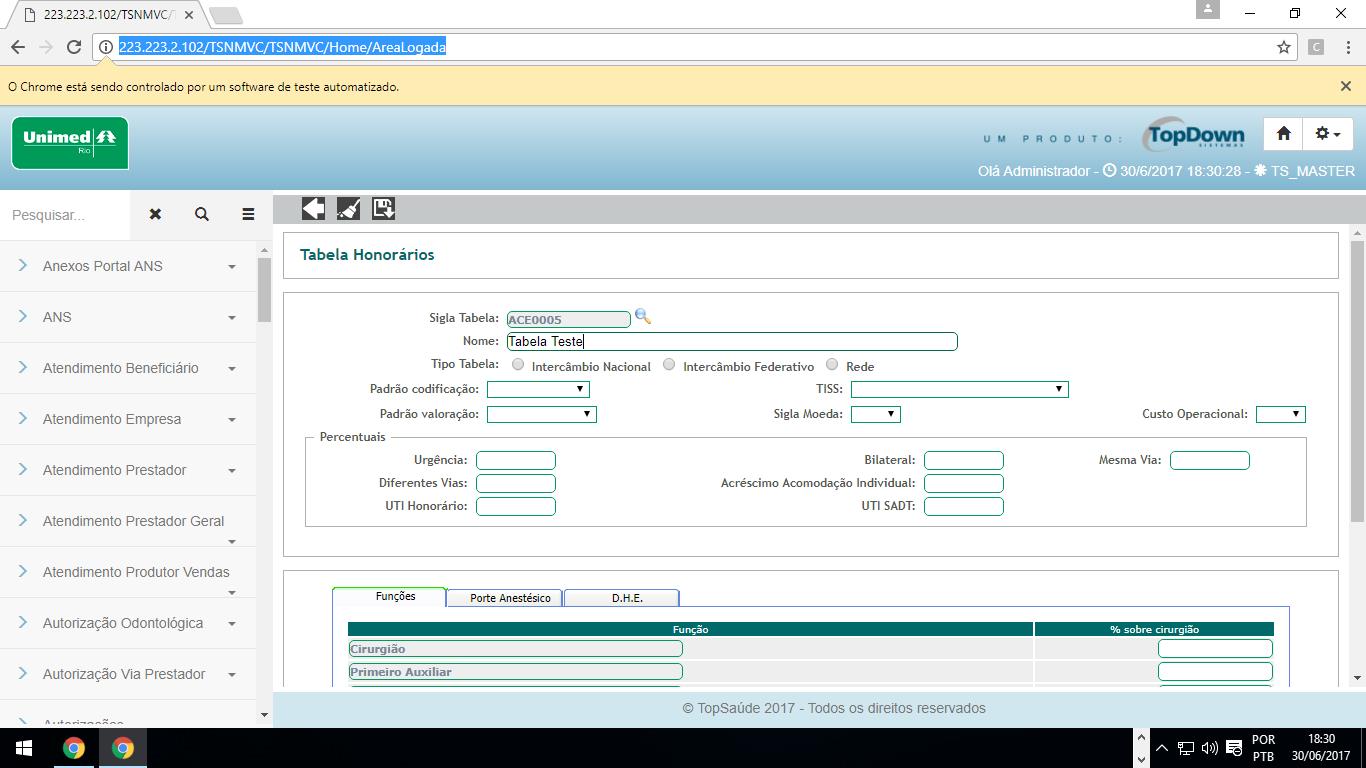 223.223.2.102/TSNMVC/T
223.223.2.102/TSNMVC/TSNMVC/Home/AreaLogada
C
O Chrome está sendo controlado por um software de teste automatizado.
Unimed
Rio
UM PRODUTO:
TopDown
SISTEMAS
Olá Administrador - 30/6/2017 18:30:28 - TS_MASTER
Pesquisar...
Anexos Portal ANS
ANS
Atendimento Beneficiário
Atendimento Empresa
Atendimento Prestador
Atendimento Prestador Geral
Atendimento Produtor Vendas
Autorização Odontológica
Autorização Via Prestador
Autorizações
Tabela Honorários
Sigla Tabela: ACE0005
Nome: Tabela Teste
Tipo Tabela: Intercâmbio Nacional Intercâmbio Federativo Rede
Padrão codificação: TISS:
Padrão valoração: Sigla Moeda: Custo Operacional:
Percentuais
Urgência: Bilateral: Mesma Via:
Diferentes Vias: Acréscimo Acomodação Individual:
UTI Honorário: UTI SADT:
Funções Porte Anestésico D.H.E.
Função % sobre cirurgião
Cirurgião
Primeiro Auxiliar
© TopSaúde 2017 - Todos os direitos reservados
POR
PTB
18:30
30/06/2017